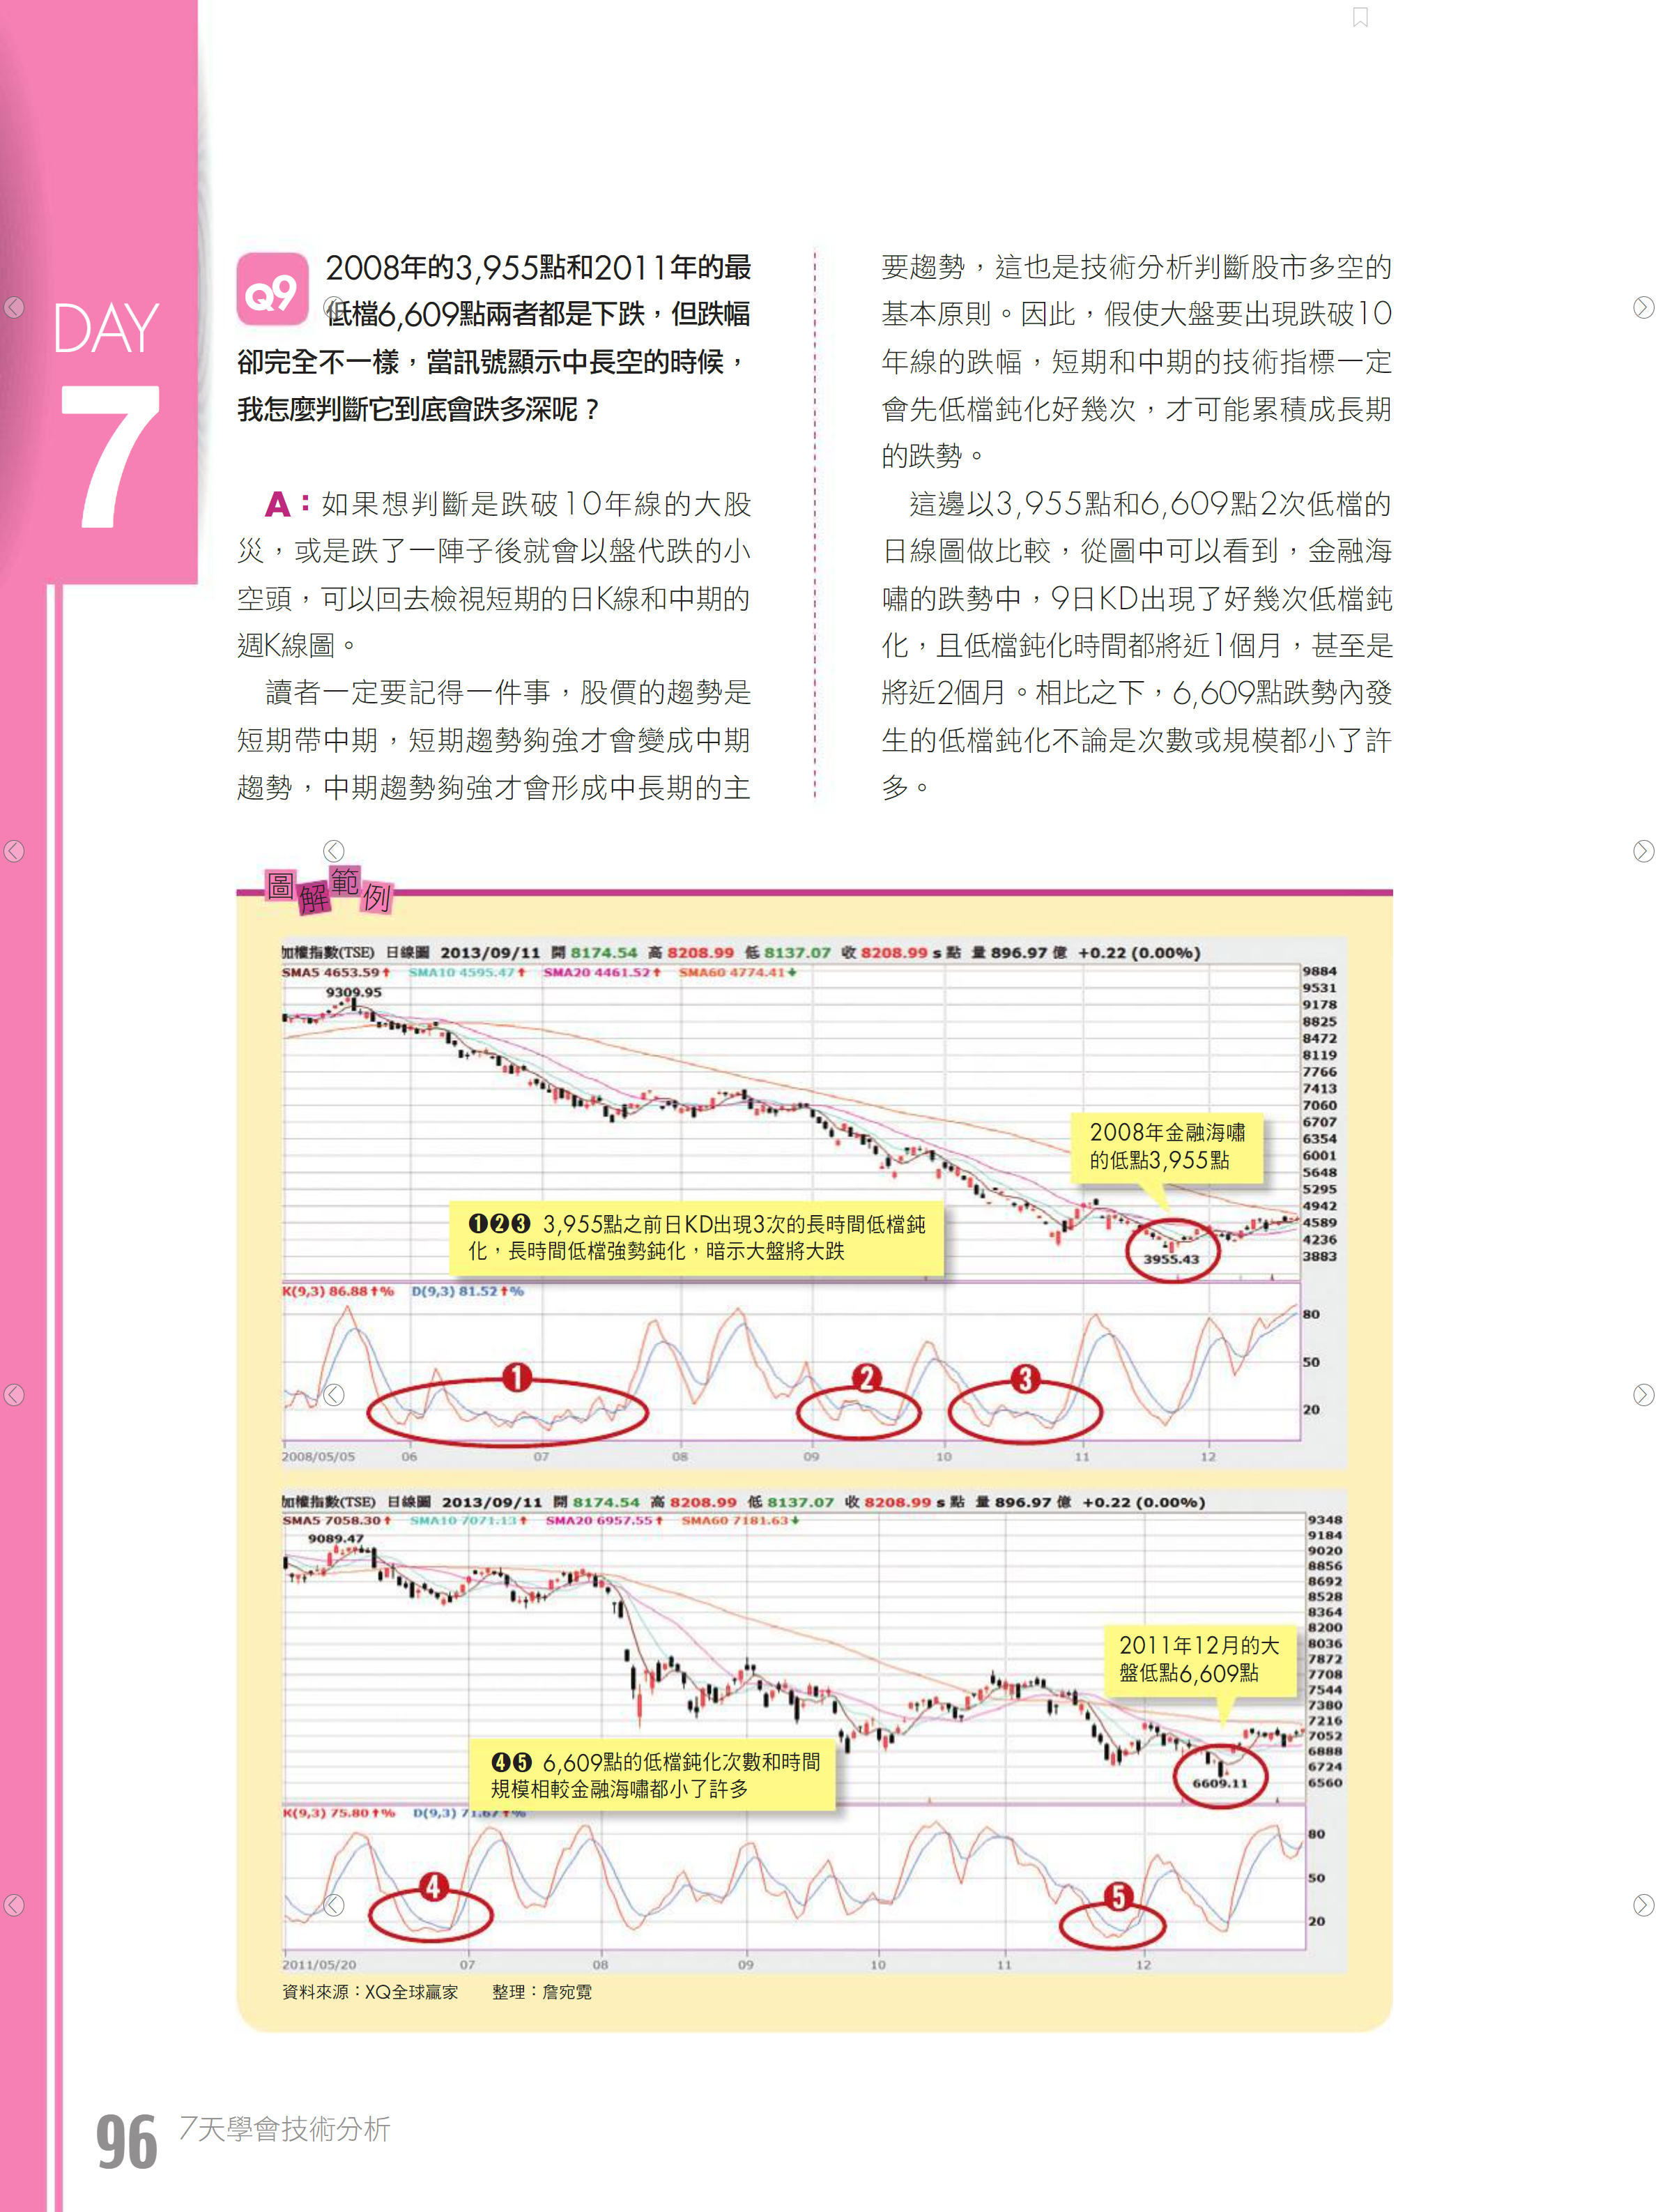 DAY
7
Q9
2008年的3,955點和2011年的最
低檔6,609點兩者都是下跌，但跌幅
卻完全不一樣，當訊號顯示中長空的時候，
我怎麼判斷它到底會跌多深呢？
A：如果想判斷是跌破10年線的大股
災，或是跌了一陣子後就會以盤代跌的小
空頭，可以回去檢視短期的日K線和中期的
週K線圖。
讀者一定要記得一件事，股價的趨勢是
短期帶中期，短期趨勢夠強才會變成中期
趨勢，中期趨勢夠強才會形成中長期的主
要趨勢，這也是技術分析判斷股市多空的
基本原則。因此，假使大盤要出現跌破10
年線的跌幅，短期和中期的技術指標一定
會先低檔鈍化好幾次，才可能累積成長期
的跌勢。
這邊以3,955點和6,609點2次低檔的
日線圖做比較，從圖中可以看到，金融海
嘯的跌勢中，9日KD出現了好幾次低檔鈍
化，且低檔鈍化時間都將近1個月，甚至是
將近2個月。相比之下，6,609點跌勢內發
生的低檔鈍化不論是次數或規模都小了許
多。
圖解範例
加權指數(TSE) 日線圖 2013/09/11 開 8174.54 高 8208.99 低 8137.07 收 8208.99 s 點 量 896.97 億 +0.22 (0.00%)
SMA5 4653.59↑ SMA10 4595.47↑ SMA20 4461.52↑ SMA60 4774.41↓
9309.95
9884
9531
9178
8825
8472
8119
7766
7413
7060
6707
6354
6001
5648
5295
4942
4589
4236
3883
2008年金融海嘯
的低點3,955點
❶❷❸ 3,955點之前日KD出現3次的長時間低檔鈍
化，長時間低檔強勢鈍化，暗示大盤將大跌
3955.43
K(9,3) 86.88↑% D(9,3) 81.52↑%
80
50
20
1
2
3
2008/05/05 06 07 08 09 10 11 12
加權指數(TSE) 日線圖 2013/09/11 開 8174.54 高 8208.99 低 8137.07 收 8208.99 s 點 量 896.97 億 +0.22 (0.00%)
SMA5 7058.30↑ SMA10 7071.13↑ SMA20 6957.55↑ SMA60 7181.63↓
9089.47
9348
9184
9020
8856
8692
8528
8364
8200
8036
7872
7708
7544
7380
7216
7052
6888
6724
6560
2011年12月的大
盤低點6,609點
❹❺ 6,609點的低檔鈍化次數和時間
規模相較金融海嘯都小了許多
6609.11
K(9,3) 75.80↑% D(9,3) 71.67↑%
80
50
20
4
5
2011/05/20 07 08 09 10 11 12
資料來源：XQ全球贏家 整理：詹宛霓
96 7天學會技術分析